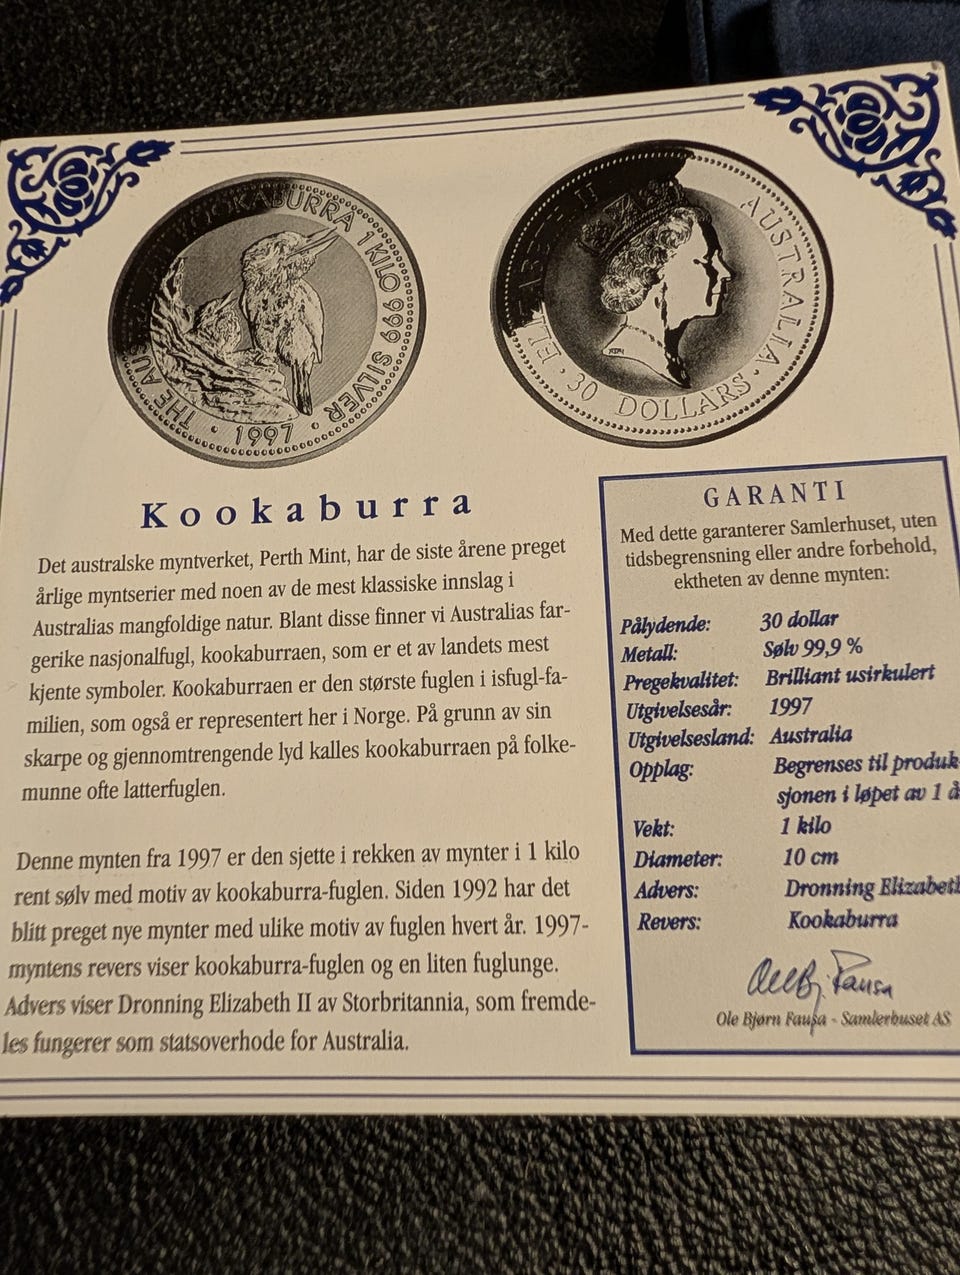 THE AUS KOOKABURRA 1 KILO 999 SILVER
• 1997 •
ELI II AUSTRALIA
• 30 DOLLARS •
Kookaburra
Det australske myntverket, Perth Mint, har de siste årene preget
årlige myntserier med noen av de mest klassiske innslag i
Australias mangfoldige natur. Blant disse finner vi Australias far-
gerike nasjonalfugl, kookaburraen, som er et av landets mest
kjente symboler. Kookaburraen er den største fuglen i isfugl-fa-
milien, som også er representert her i Norge. På grunn av sin
skarpe og gjennomtrengende lyd kalles kookaburraen på folke-
munne ofte latterfuglen.
Denne mynten fra 1997 er den sjette i rekken av mynter i 1 kilo
rent sølv med motiv av kookaburra-fuglen. Siden 1992 har det
blitt preget nye mynter med ulike motiv av fuglen hvert år. 1997-
myntens revers viser kookaburra-fuglen og en liten fuglunge.
Advers viser Dronning Elizabeth II av Storbritannia, som fremde-
les fungerer som statsoverhode for Australia.
GARANTI
Med dette garanterer Samlerhuset, uten
tidsbegrensning eller andre forbehold,
ektheten av denne mynten:
Pålydende: 30 dollar
Metall: Sølv 99,9 %
Pregekvalitet: Brilliant usirkulert
Utgivelsesår: 1997
Utgivelsesland: Australia
Opplag: Begrenses til produk-
sjonen i løpet av 1 å
Vekt: 1 kilo
Diameter: 10 cm
Advers: Dronning Elizabeth
Revers: Kookaburra
Ole Bj. Fausa
Ole Bjørn Fausa - Samlerhuset AS